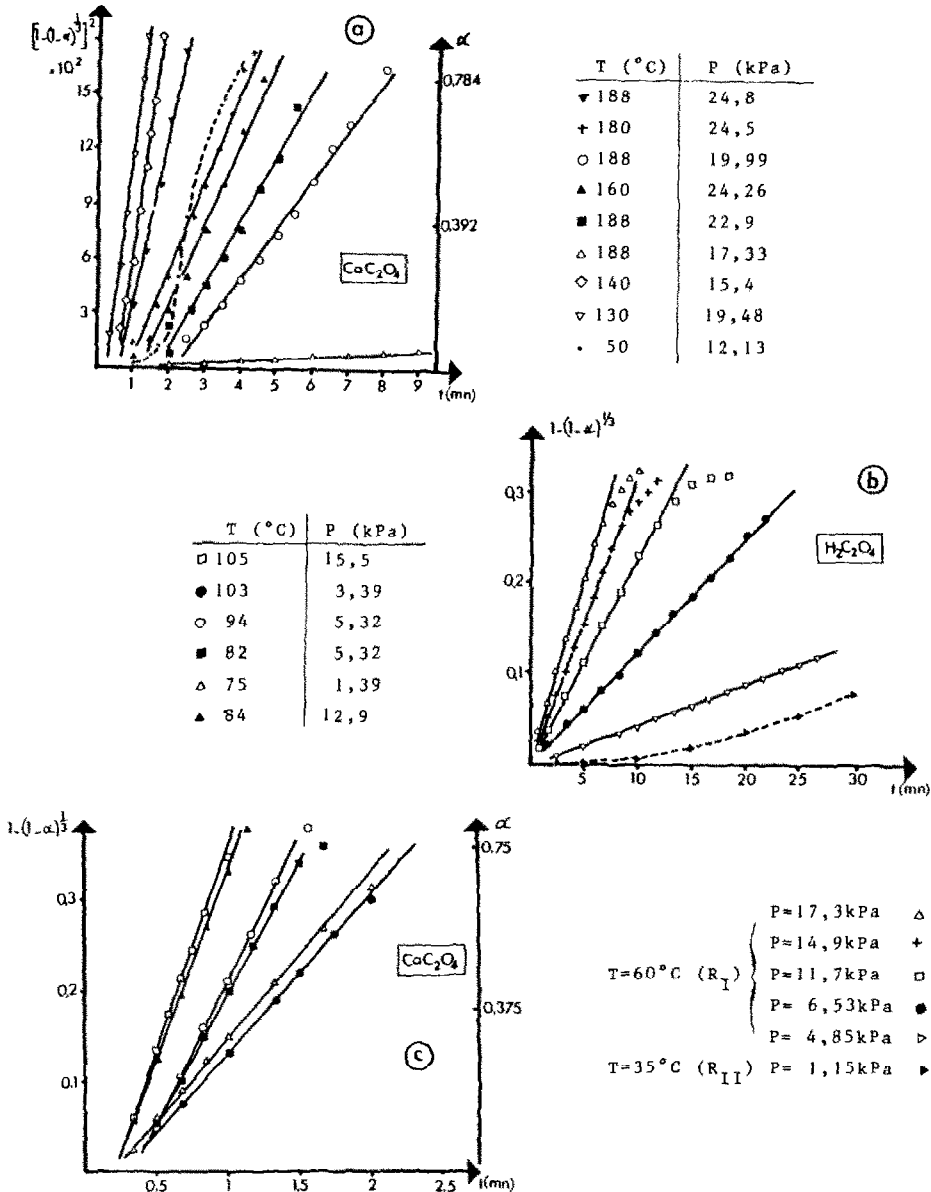 [1-(1-α)^1/3]^2
×10^2
15
12
9
6
3
ⓐ
α
0,784
0,392
CaC2O4
1 2 3 4 5 6 7 8 9
t(mn)
T (°C) P (kPa)
▼ 188 24,8
+ 180 24,5
○ 188 19,99
▲ 160 24,26
■ 188 22,9
△ 188 17,33
◇ 140 15,4
▽ 130 19,48
• 50 12,13
1-(1-α)^1/3
ⓑ
0,3
0,2
0,1
H2C2O4
5 10 15 20 25 30
t(mn)
T (°C) P (kPa)
□ 105 15,5
● 103 3,39
○ 94 5,32
■ 82 5,32
△ 75 1,39
▲ 84 12,9
1-(1-α)^1/3
α
0.75
0,3
0,2
0,1
0,375
CaC2O4
ⓒ
0.5 1 1,5 2 2.5
t(mn)
P=17,3kPa △
P=14,9kPa +
T=60°C (R_I) P=11,7kPa □
P= 6,53kPa ●
P= 4,85kPa ▷
T=35°C (R_II) P= 1,15kPa ▶